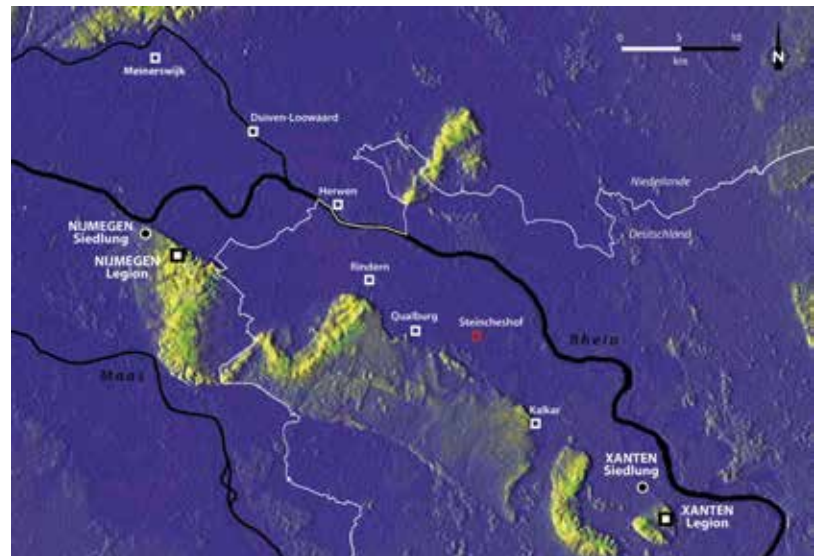 0 5 10
km
N
Meinerswijk
Duiven-Loowaard
Herwen
Niederlande
Deutschland
NIJMEGEN
Siedlung
NIJMEGEN
Legion
Rindern
Qualburg
Steincheshof
Rhein
Maas
Kalkar
XANTEN
Siedlung
XANTEN
Legion